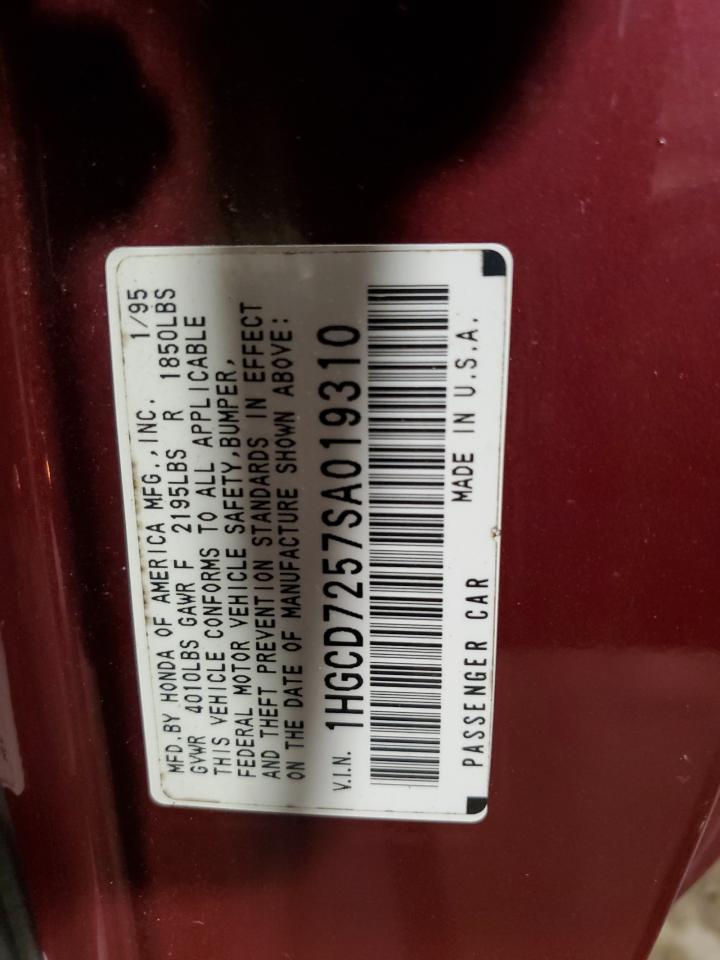 MFD. BY HONDA OF AMERICA MFG., INC. 1/95
GVWR 4010LBS GAWR F 2195LBS R 1850LBS
THIS VEHICLE CONFORMS TO ALL APPLICABLE
FEDERAL MOTOR VEHICLE SAFETY, BUMPER,
AND THEFT PREVENTION STANDARDS IN EFFECT
ON THE DATE OF MANUFACTURE SHOWN ABOVE:
V.I.N. 1HGCD7257SA019310
MADE IN U.S.A.
PASSENGER CAR